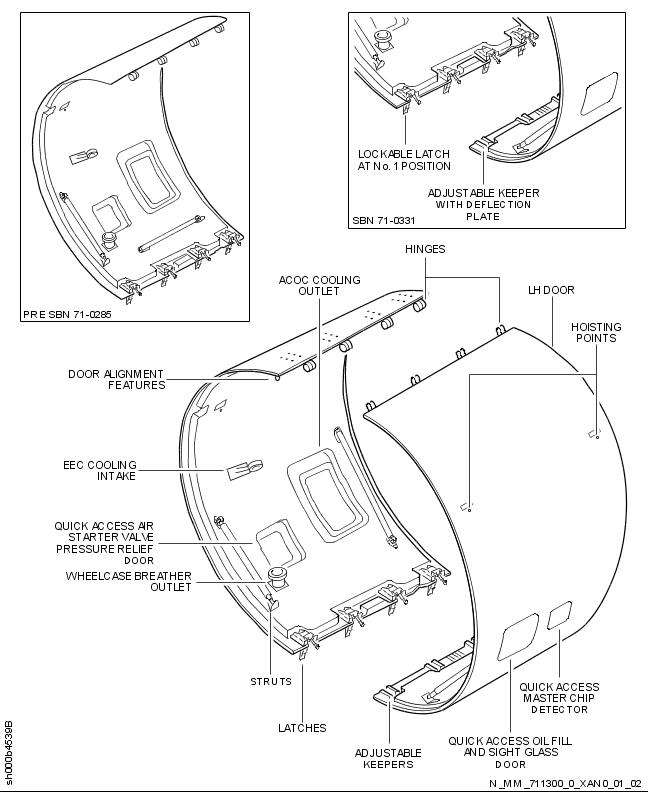 PRE SBN 71-0285
LOCKABLE LATCH
AT No. 1 POSITION
ADJUSTABLE KEEPER
WITH DEFLECTION
PLATE
SBN 71-0331
HINGES
ACOC COOLING
OUTLET
LH DOOR
HOISTING
POINTS
DOOR ALIGNMENT
FEATURES
EEC COOLING
INTAKE
QUICK ACCESS AIR
STARTER VALVE
PRESSURE RELIEF
DOOR
WHEELCASE BREATHER
OUTLET
STRUTS
LATCHES
QUICK ACCESS
MASTER CHIP
DETECTOR
QUICK ACCESS OIL FILL
AND SIGHT GLASS
DOOR
ADJUSTABLE
KEEPERS
sh000b4539B
N_MM_711300_0_XAN0_01_02